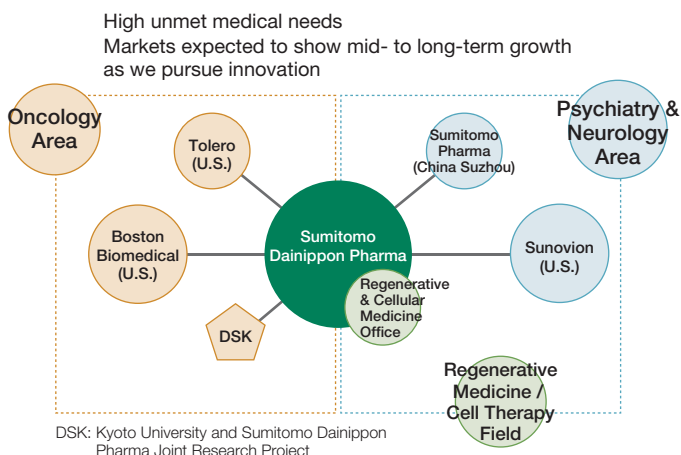 High unmet medical needs
Markets expected to show mid- to long-term growth
as we pursue innovation
Oncology
Area
Psychiatry &
Neurology
Area
Tolero
(U.S.)
Sumitomo
Pharma
(China Suzhou)
Boston
Biomedical
(U.S.)
Sumitomo
Dainippon Pharma
Sunovion
(U.S.)
Regenerative
& Cellular
Medicine
Office
DSK
Regenerative
Medicine /
Cell Therapy
Field
DSK: Kyoto University and Sumitomo Dainippon
Pharma Joint Research Project